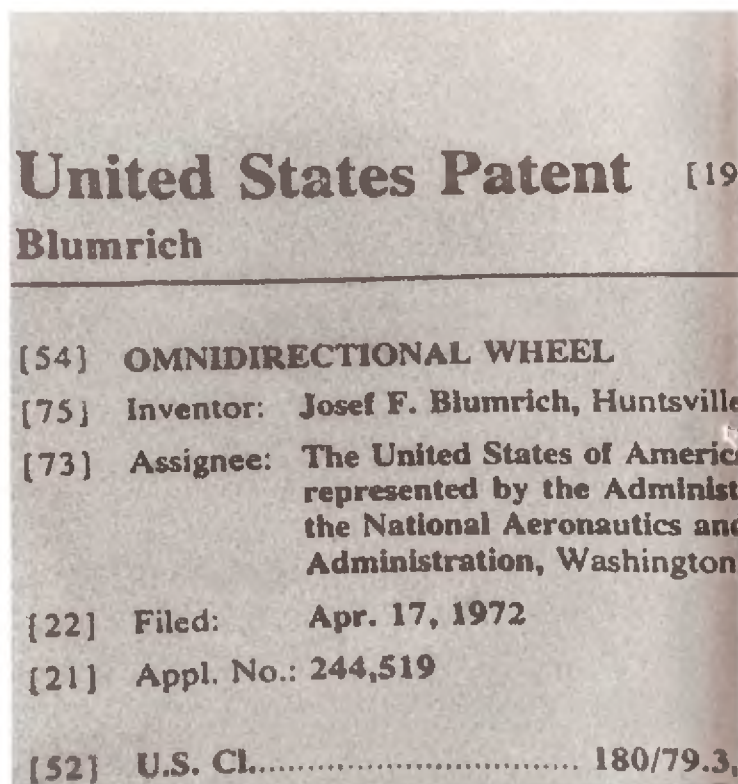 United States Patent [19
Blumrich
[54] OMNIDIRECTIONAL WHEEL
[75] Inventor: Josef F. Blumrich, Huntsville
[73] Assignee: The United States of Americ
represented by the Administ
the National Aeronautics and
Administration, Washington
[22] Filed: Apr. 17, 1972
[21] Appl. No.: 244,519
[52] U.S. Cl................................. 180/79.3,